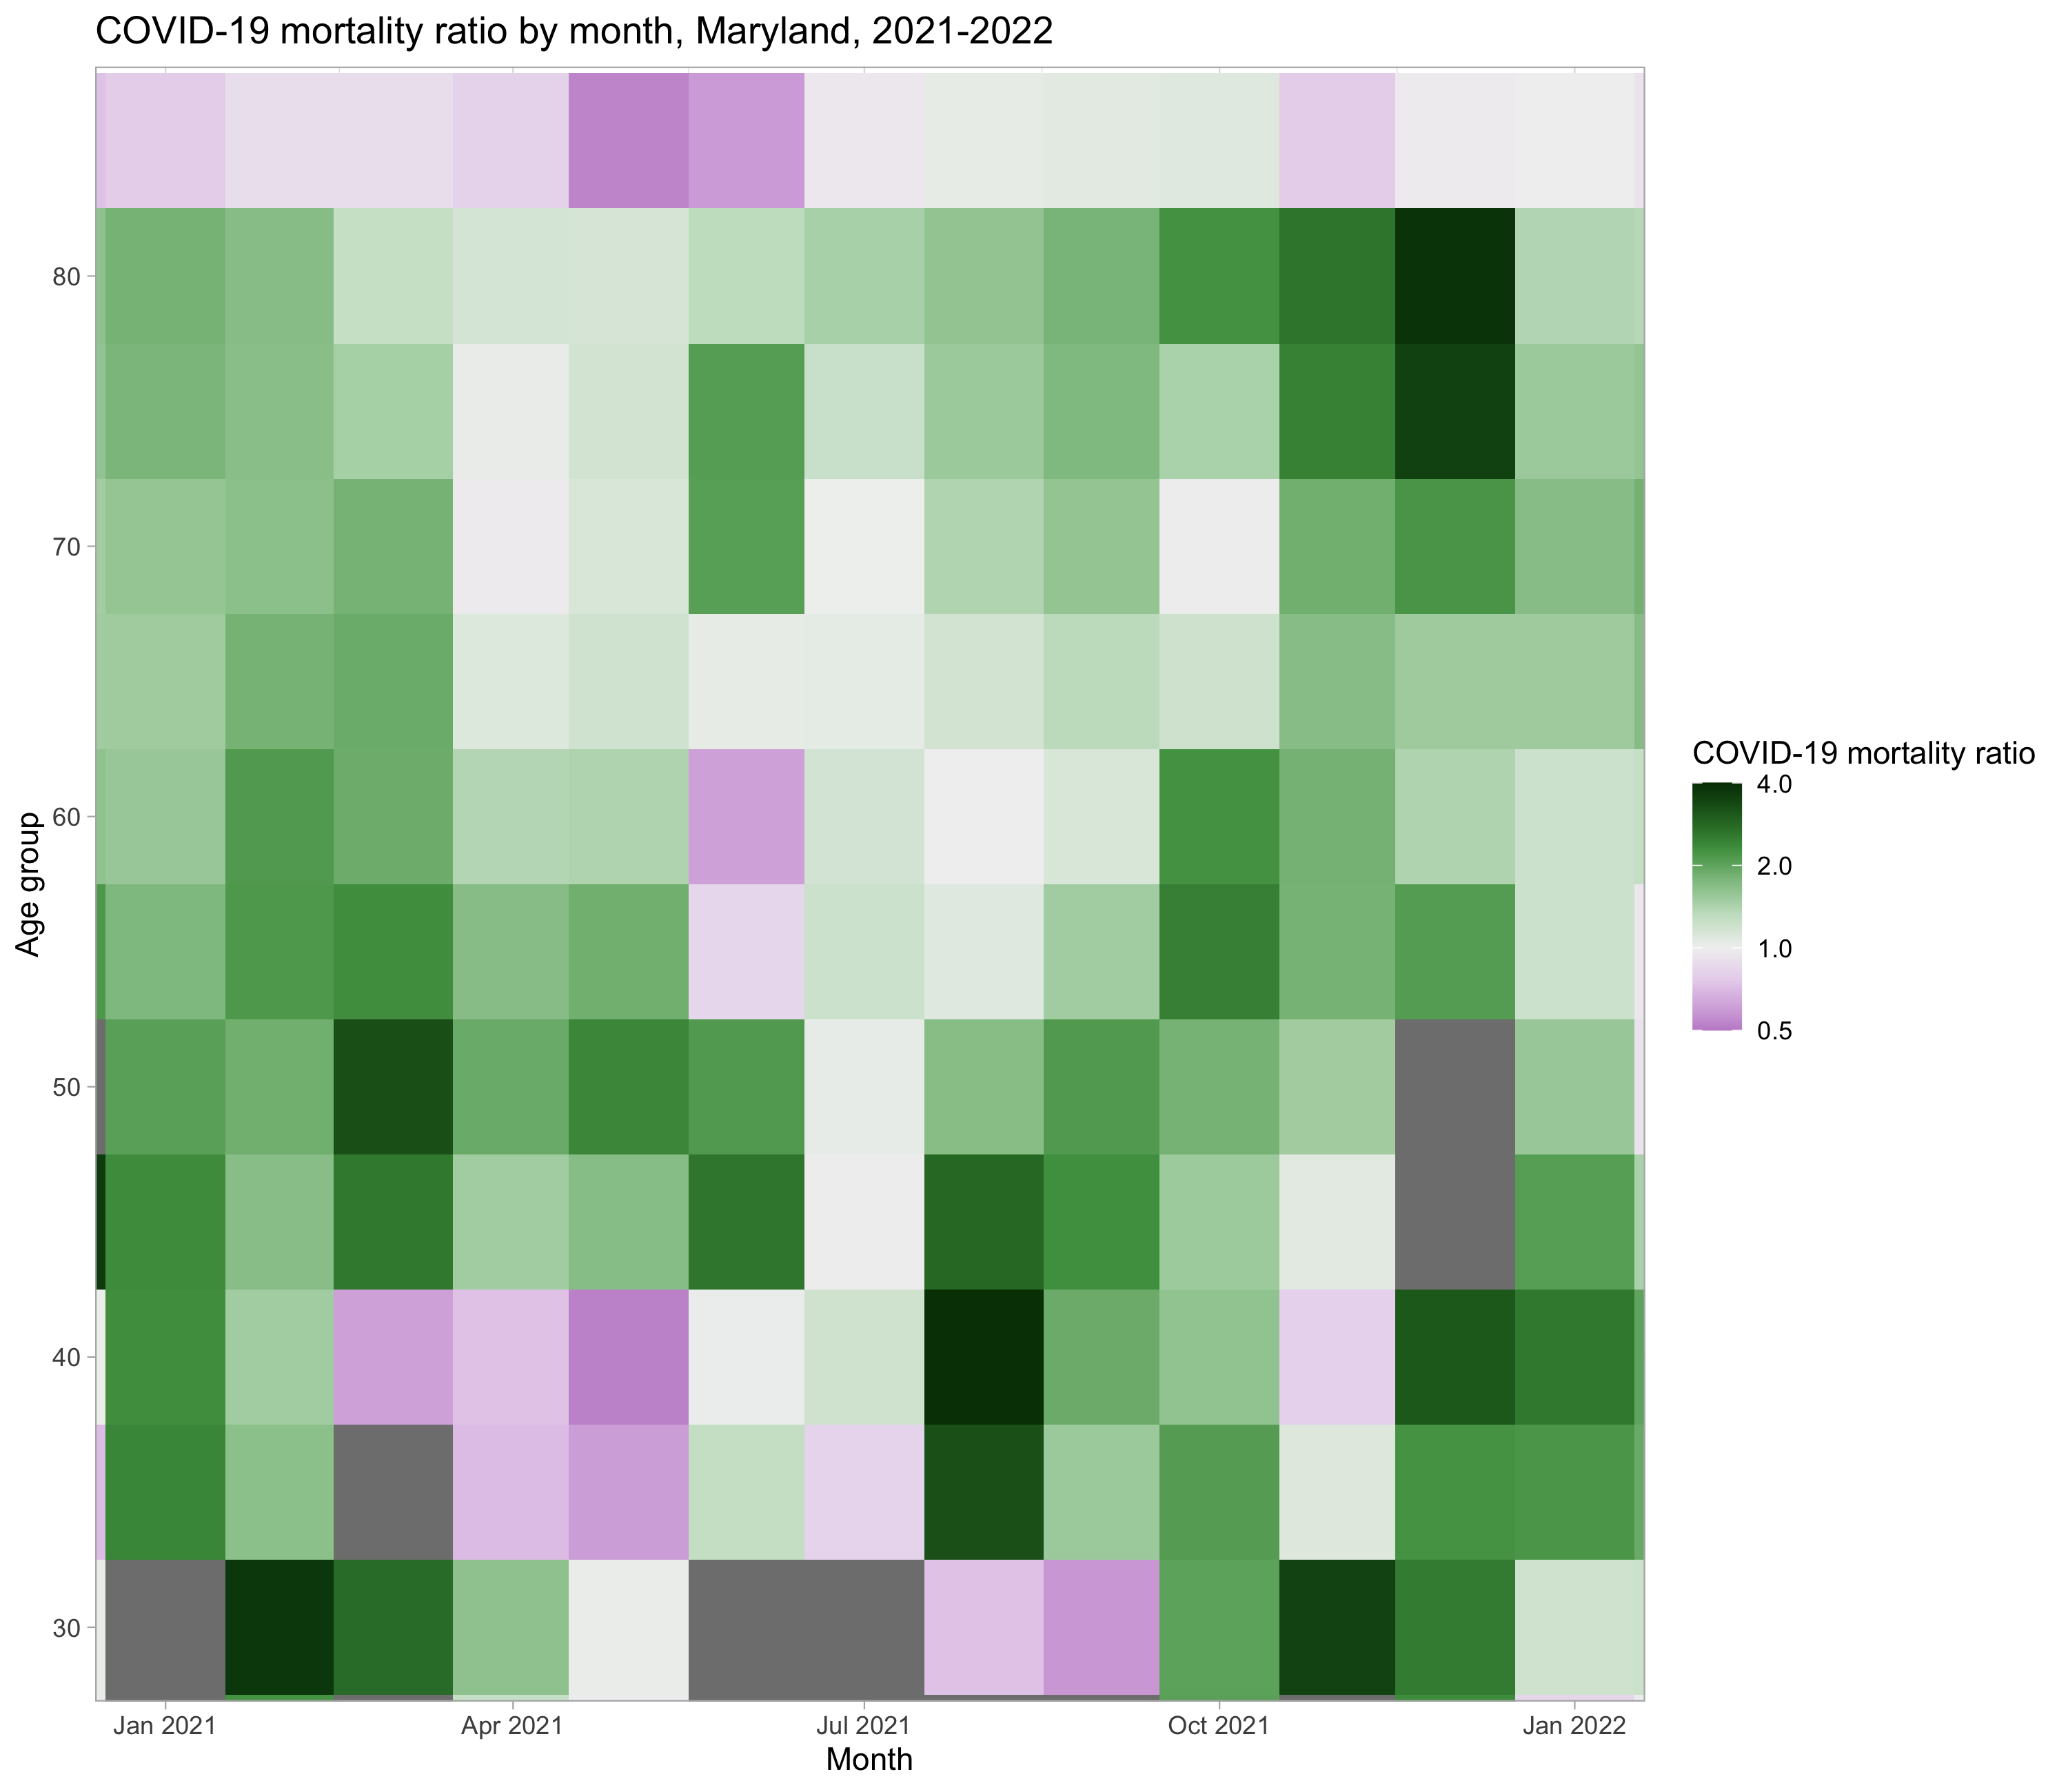 COVID-19 mortality ratio by month, Maryland, 2021-2022
80
70
60
50
40
30
Age group
Jan 2021
Apr 2021
Jul 2021
Oct 2021
Jan 2022
Month
COVID-19 mortality ratio
4.0
2.0
1.0
0.5